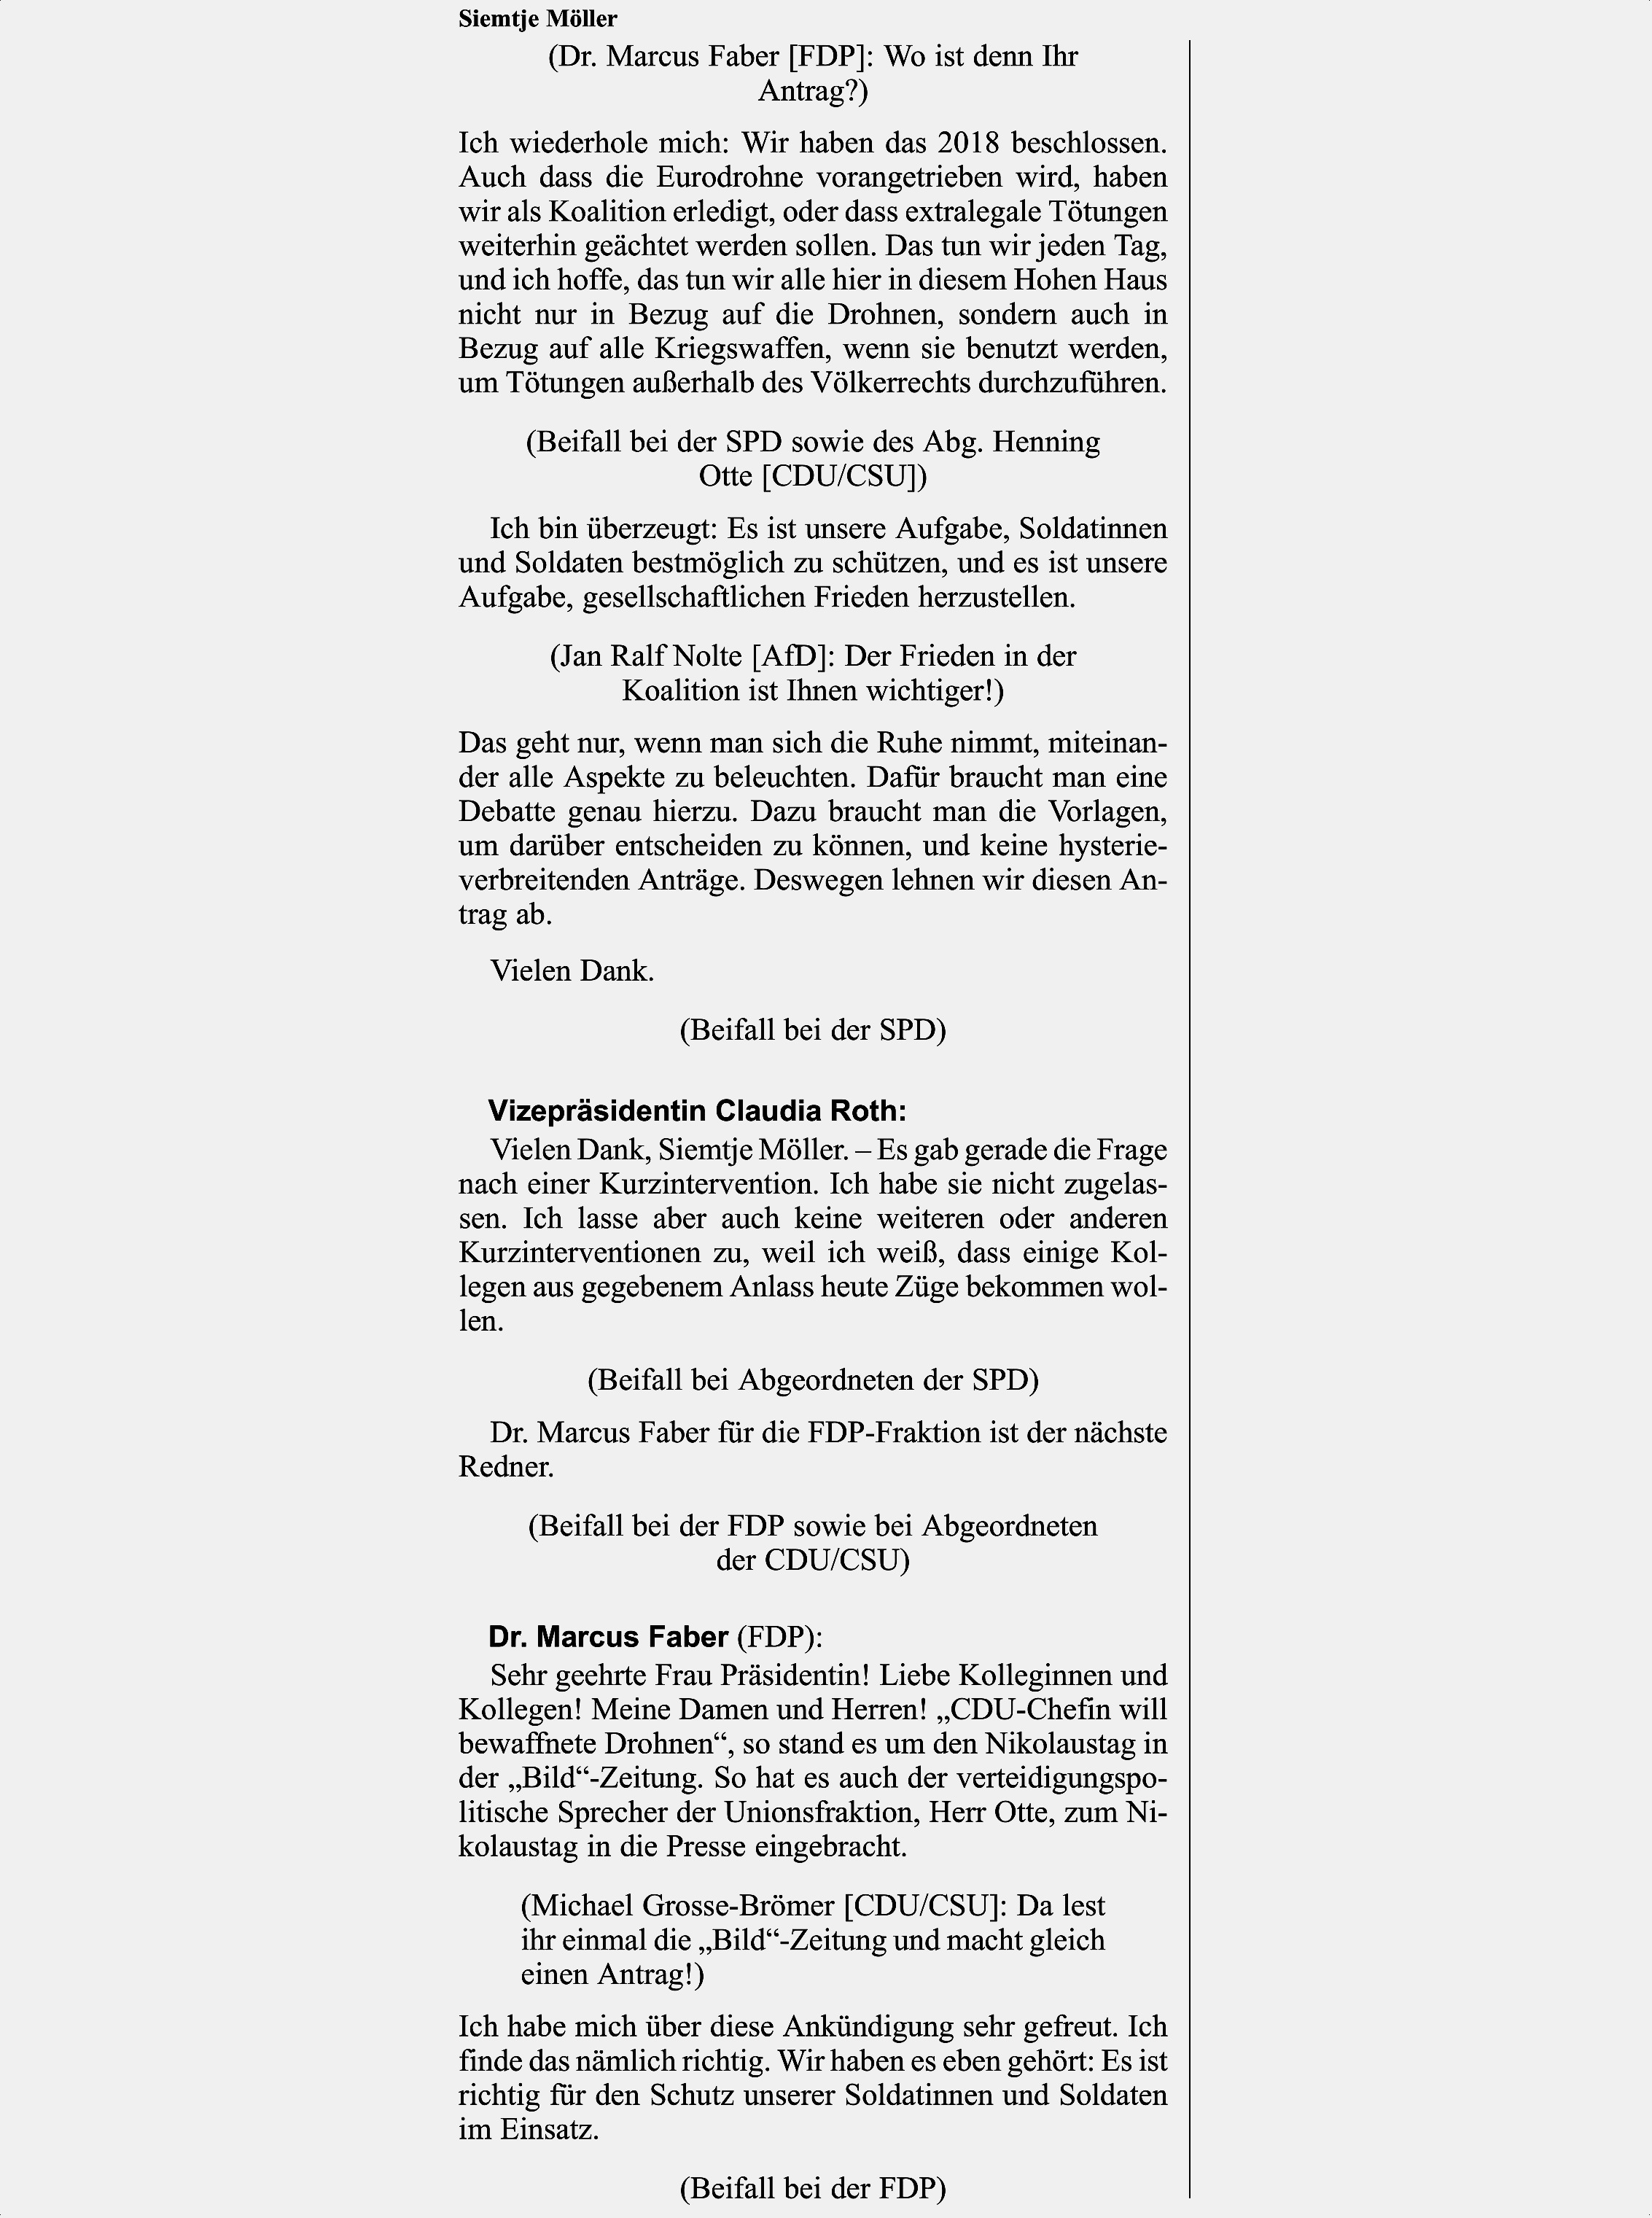 Siemtje Möller
(Dr. Marcus Faber [FDP]: Wo ist denn Ihr
Antrag?)
Ich wiederhole mich: Wir haben das 2018 beschlossen.
Auch dass die Eurodrohne vorangetrieben wird, haben
wir als Koalition erledigt, oder dass extralegale Tötungen
weiterhin geächtet werden sollen. Das tun wir jeden Tag,
und ich hoffe, das tun wir alle hier in diesem Hohen Haus
nicht nur in Bezug auf die Drohnen, sondern auch in
Bezug auf alle Kriegswaffen, wenn sie benutzt werden,
um Tötungen außerhalb des Völkerrechts durchzuführen.
(Beifall bei der SPD sowie des Abg. Henning
Otte [CDU/CSU])
Ich bin überzeugt: Es ist unsere Aufgabe, Soldatinnen
und Soldaten bestmöglich zu schützen, und es ist unsere
Aufgabe, gesellschaftlichen Frieden herzustellen.
(Jan Ralf Nolte [AfD]: Der Frieden in der
Koalition ist Ihnen wichtiger!)
Das geht nur, wenn man sich die Ruhe nimmt, miteinan-
der alle Aspekte zu beleuchten. Dafür braucht man eine
Debatte genau hierzu. Dazu braucht man die Vorlagen,
um darüber entscheiden zu können, und keine hysterie-
verbreitenden Anträge. Deswegen lehnen wir diesen An-
trag ab.
Vielen Dank.
(Beifall bei der SPD)
Vizepräsidentin Claudia Roth:
Vielen Dank, Siemtje Möller. – Es gab gerade die Frage
nach einer Kurzintervention. Ich habe sie nicht zugelas-
sen. Ich lasse aber auch keine weiteren oder anderen
Kurzinterventionen zu, weil ich weiß, dass einige Kol-
legen aus gegebenem Anlass heute Züge bekommen wol-
len.
(Beifall bei Abgeordneten der SPD)
Dr. Marcus Faber für die FDP-Fraktion ist der nächste
Redner.
(Beifall bei der FDP sowie bei Abgeordneten
der CDU/CSU)
Dr. Marcus Faber (FDP):
Sehr geehrte Frau Präsidentin! Liebe Kolleginnen und
Kollegen! Meine Damen und Herren! „CDU-Chefin will
bewaffnete Drohnen“, so stand es um den Nikolaustag in
der „Bild“-Zeitung. So hat es auch der verteidigungspo-
litische Sprecher der Unionsfraktion, Herr Otte, zum Ni-
kolaustag in die Presse eingebracht.
(Michael Grosse-Brömer [CDU/CSU]: Da lest
ihr einmal die „Bild“-Zeitung und macht gleich
einen Antrag!)
Ich habe mich über diese Ankündigung sehr gefreut. Ich
finde das nämlich richtig. Wir haben es eben gehört: Es ist
richtig für den Schutz unserer Soldatinnen und Soldaten
im Einsatz.
(Beifall bei der FDP)